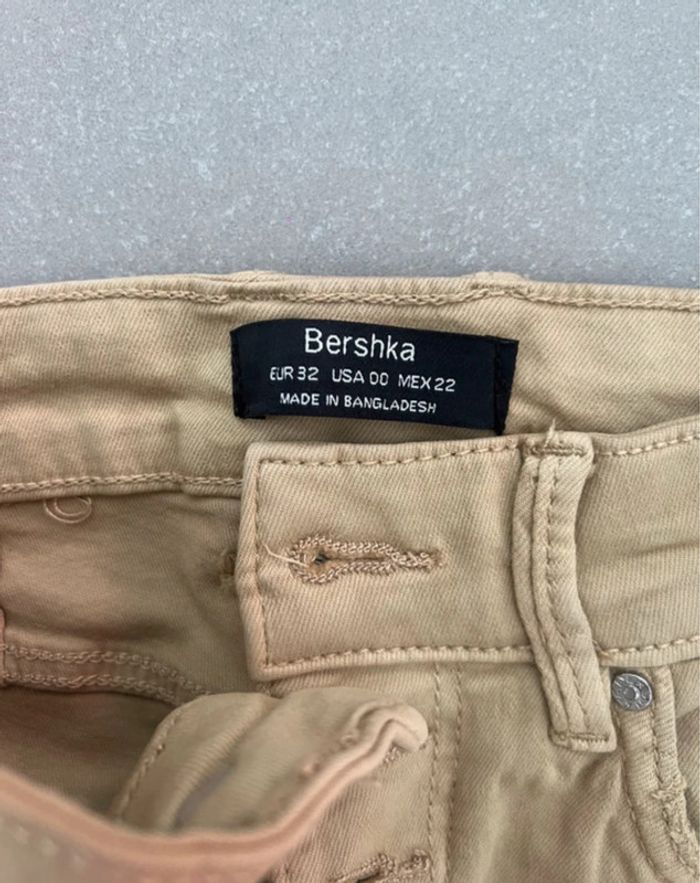 Bershka
EUR 32 USA 00 MEX 22
MADE IN BANGLADESH